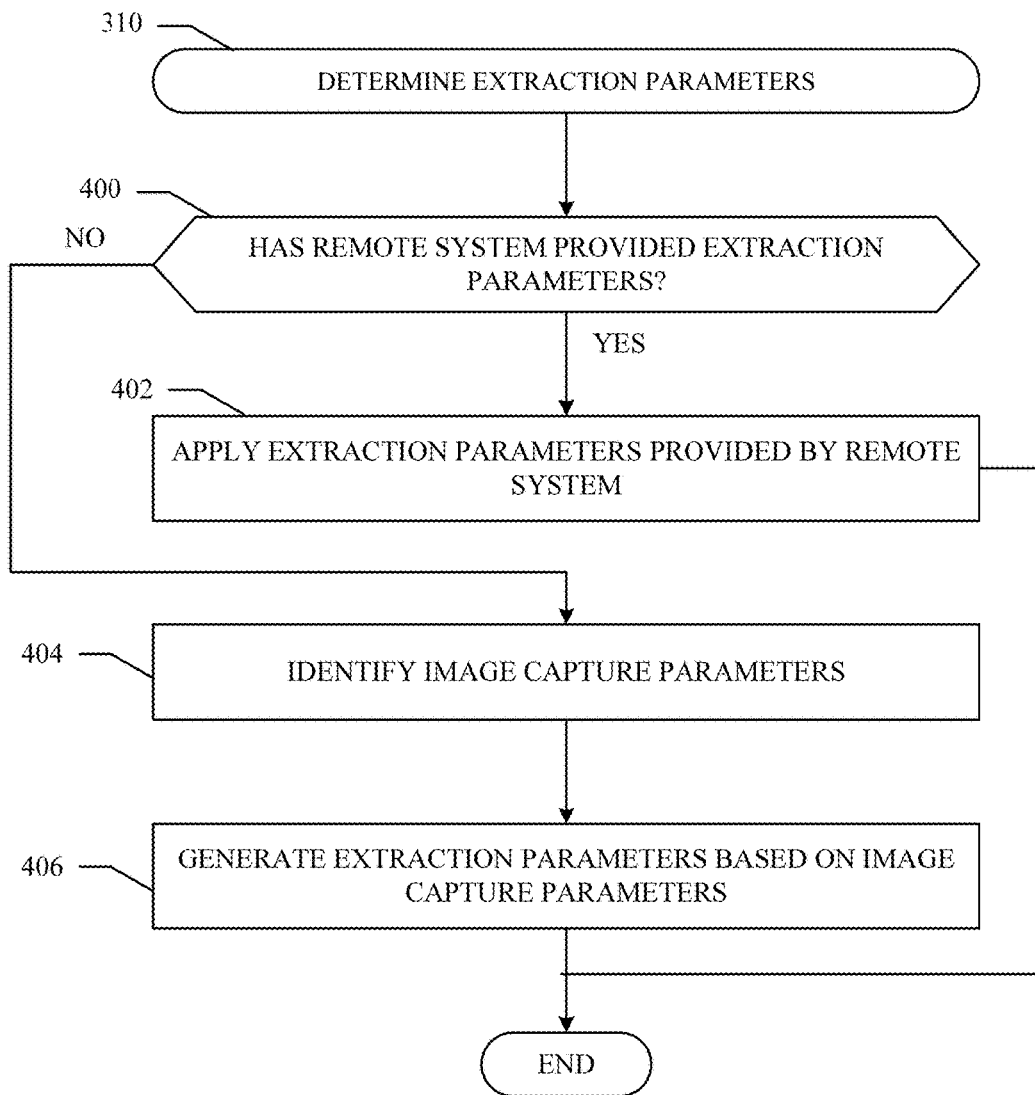 310
DETERMINE EXTRACTION PARAMETERS
400
NO
HAS REMOTE SYSTEM PROVIDED EXTRACTION
PARAMETERS?
YES
402
APPLY EXTRACTION PARAMETERS PROVIDED BY REMOTE
SYSTEM
404
IDENTIFY IMAGE CAPTURE PARAMETERS
406
GENERATE EXTRACTION PARAMETERS BASED ON IMAGE
CAPTURE PARAMETERS
END